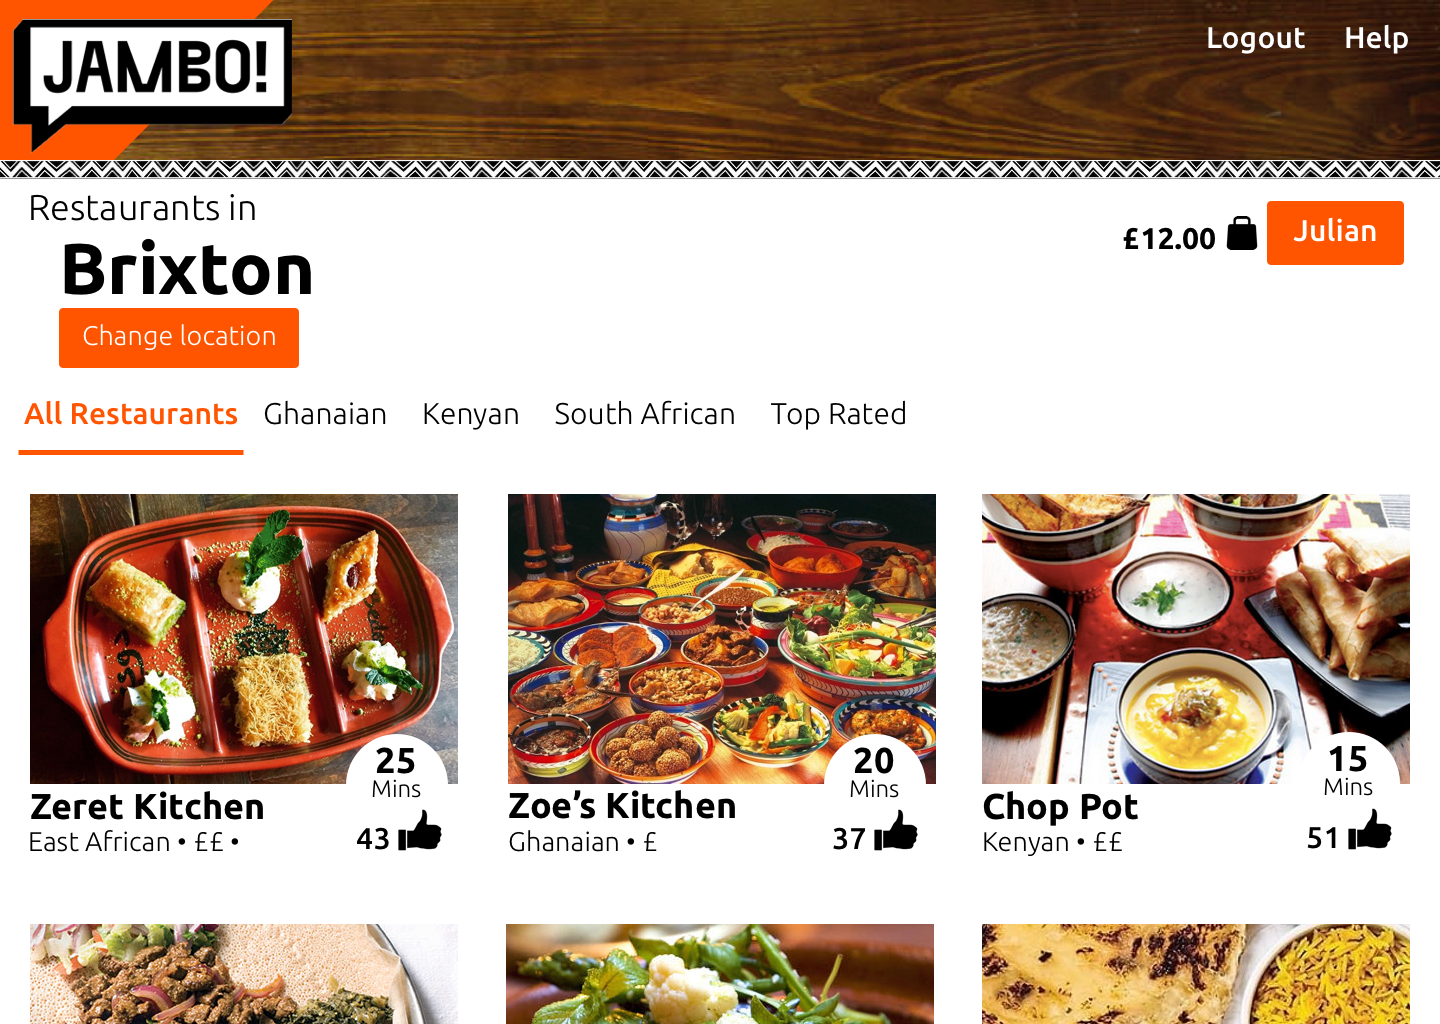 JAMBO!
Logout Help
Restaurants in
Brixton
£12.00 Julian
Change location
All Restaurants Ghanaian Kenyan South African Top Rated
25
Mins
Zeret Kitchen
East African • ££ •
43
20
Mins
Zoe’s Kitchen
Ghanaian • £
37
15
Mins
Chop Pot
Kenyan • ££
51